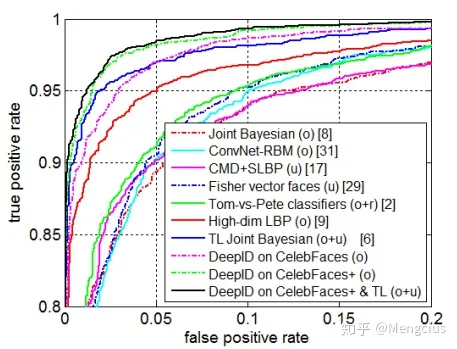 1
0.95
0.9
0.85
0.8
true positive rate
Joint Bayesian (o) [8]
ConvNet-RBM (o) [31]
CMD+SLBP (u) [17]
Fisher vector faces (u) [29]
Tom-vs-Pete classifiers (o+r) [2]
High-dim LBP (o) [9]
TL Joint Bayesian (o+u) [6]
DeepID on CelebFaces (o)
DeepID on CelebFaces+ (o)
DeepID on CelebFaces+ & TL (o+u)
0 0.05 0.1 0.15 0.2
false positive rate
知乎 @Mengcius